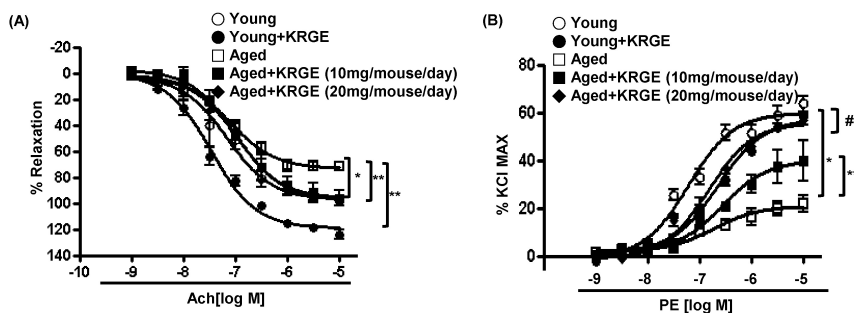 (A)
Young
Young+KRGE
Aged
Aged+KRGE (10mg/mouse/day)
Aged+KRGE (20mg/mouse/day)
% Relaxation
-20
0
20
40
60
80
100
120
140
-10
-9
-8
-7
-6
-5
Ach[log M]
*
**
**
(B)
Young
Young+KRGE
Aged
Aged+KRGE (10mg/mouse/day)
Aged+KRGE (20mg/mouse/day)
% KCl MAX
80
60
40
20
0
-9
-8
-7
-6
-5
PE [log M]
#
*
*